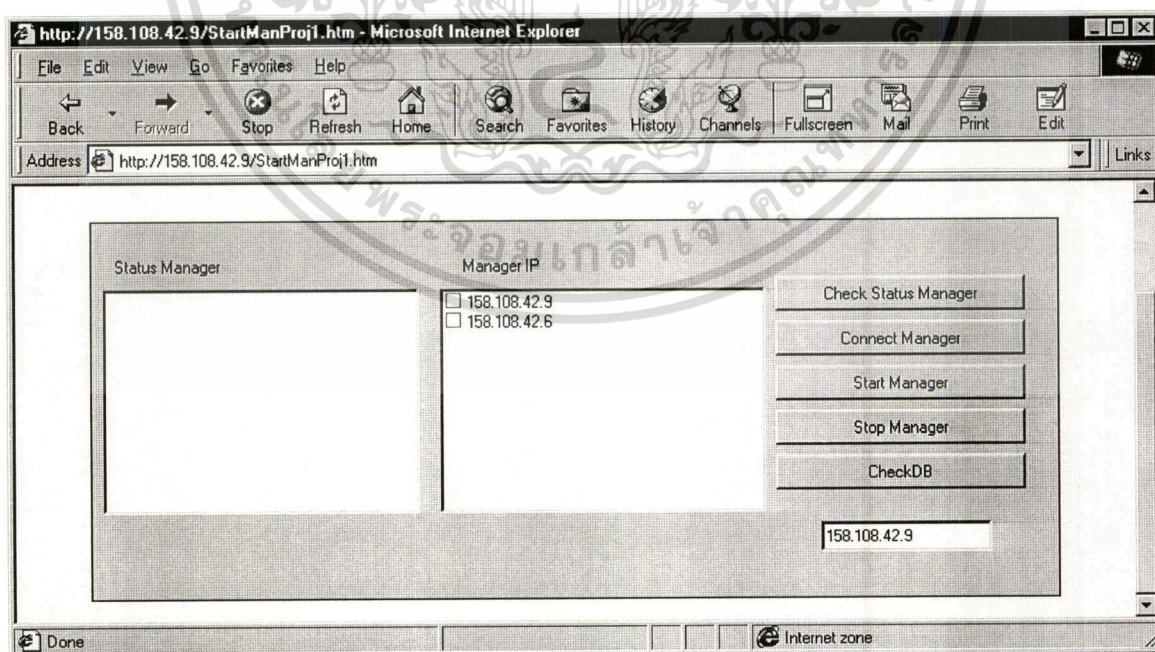 http://158.108.42.9/StartManProj1.htm - Microsoft Internet Explorer
File Edit View Go Favorites Help
Back Forward Stop Refresh Home Search Favorites History Channels Fullscreen Mail Print Edit
Address http://158.108.42.9/StartManProj1.htm Links
Status Manager
Manager IP
158.108.42.9
158.108.42.6
Check Status Manager
Connect Manager
Start Manager
Stop Manager
CheckDB
158.108.42.9
Done Internet zone